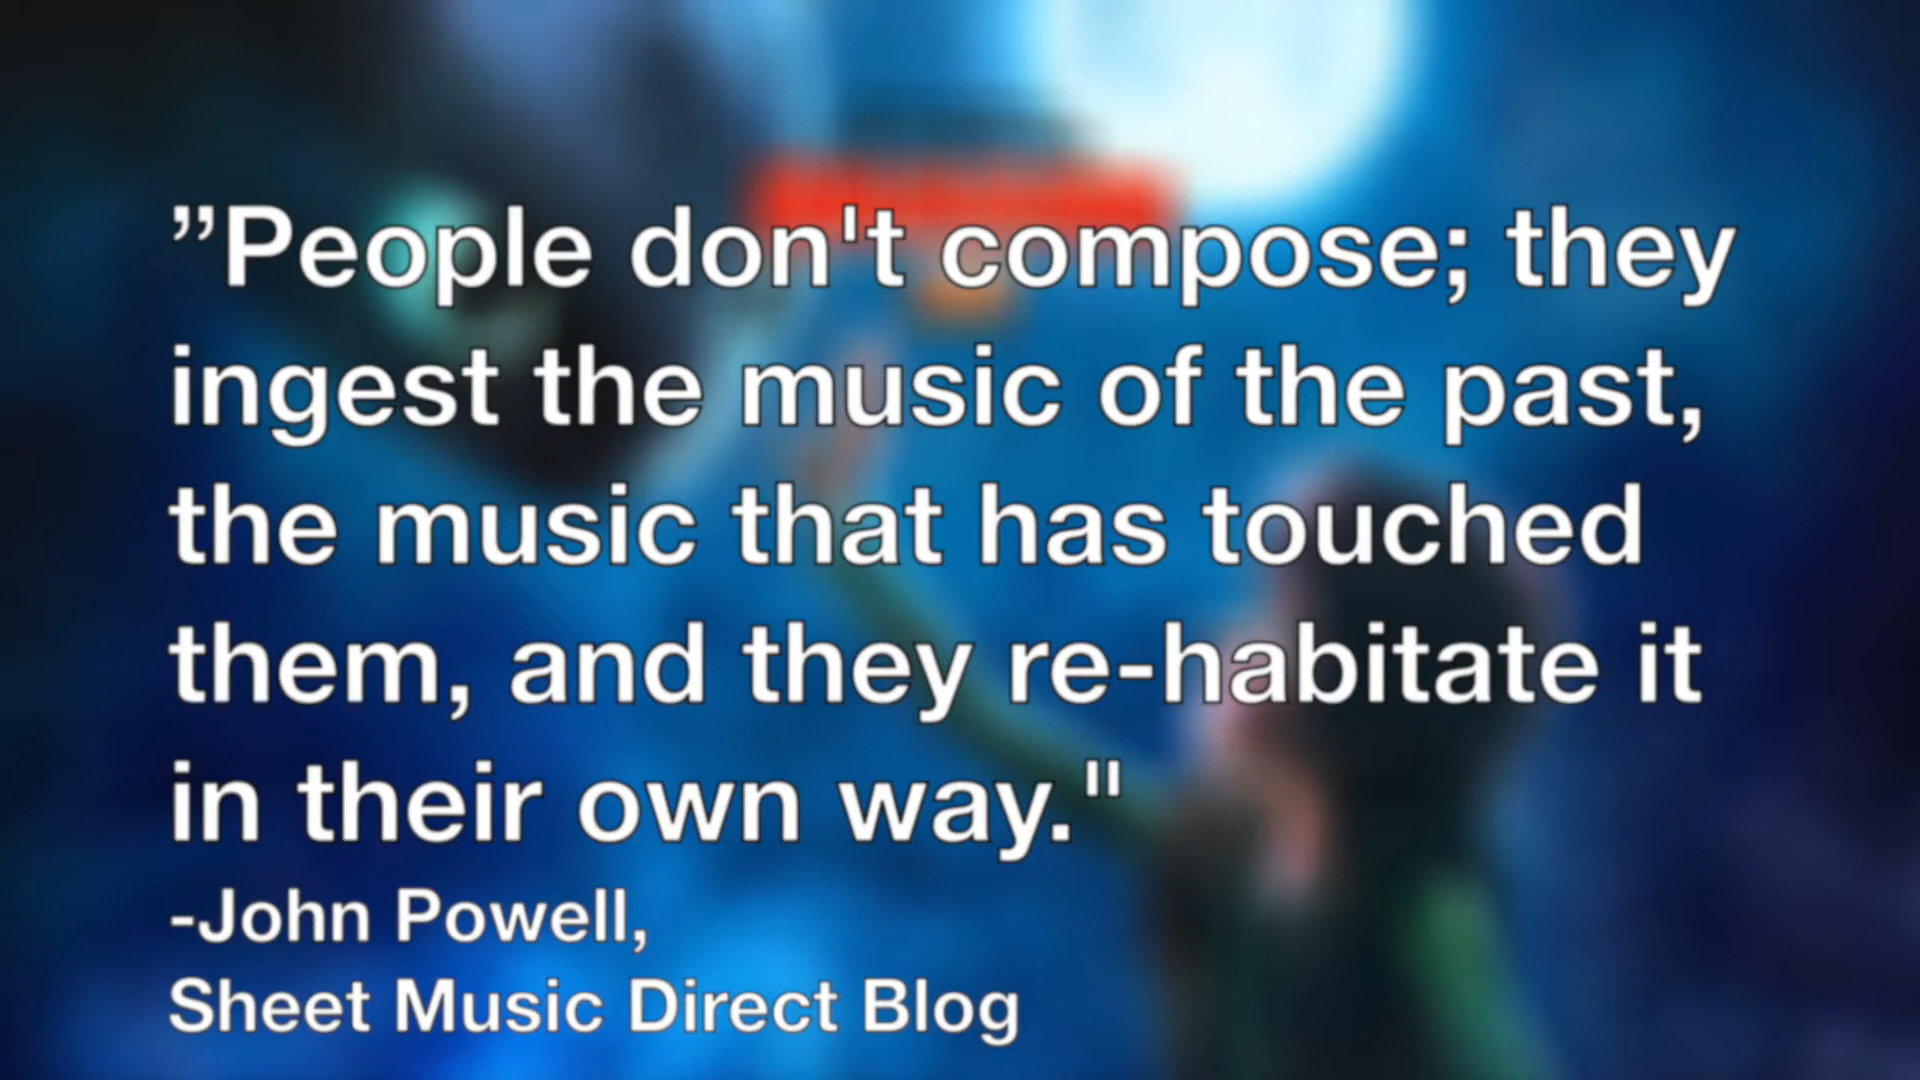 ”People don't compose; they
ingest the music of the past,
the music that has touched
them, and they re-habitate it
in their own way."
-John Powell,
Sheet Music Direct Blog